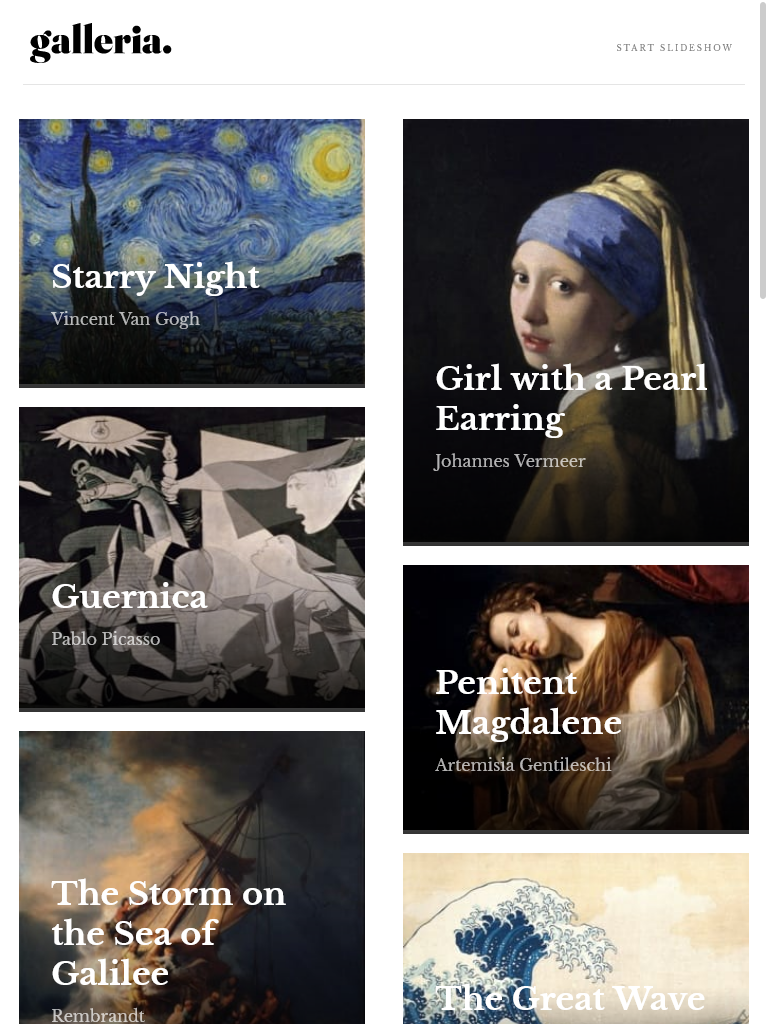 galleria.
START SLIDESHOW
Starry Night
Vincent Van Gogh
Girl with a Pearl
Earring
Johannes Vermeer
Guernica
Pablo Picasso
Penitent
Magdalene
Artemisia Gentileschi
The Storm on
the Sea of
Galilee
Rembrandt
The Great Wave